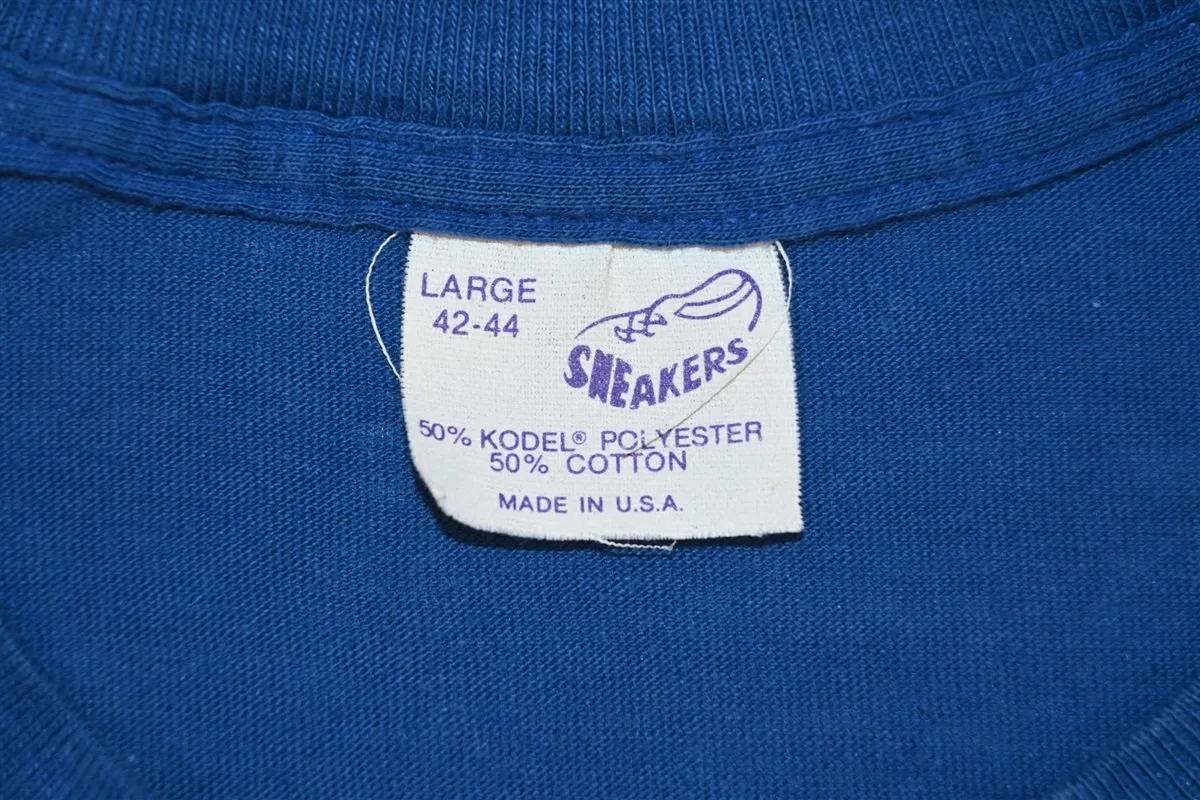 LARGE
42-44
SNEAKERS
50% KODEL® POLYESTER
50% COTTON
MADE IN U.S.A.